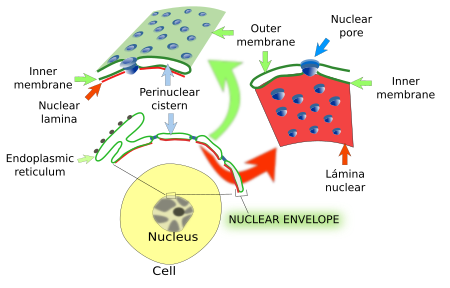 Outer
membrane
Nuclear
pore
Inner
membrane
Nuclear
lamina
Perinuclear
cistern
Inner
membrane
Endoplasmic
reticulum
Lámina
nuclear
NUCLEAR ENVELOPE
Nucleus
Cell